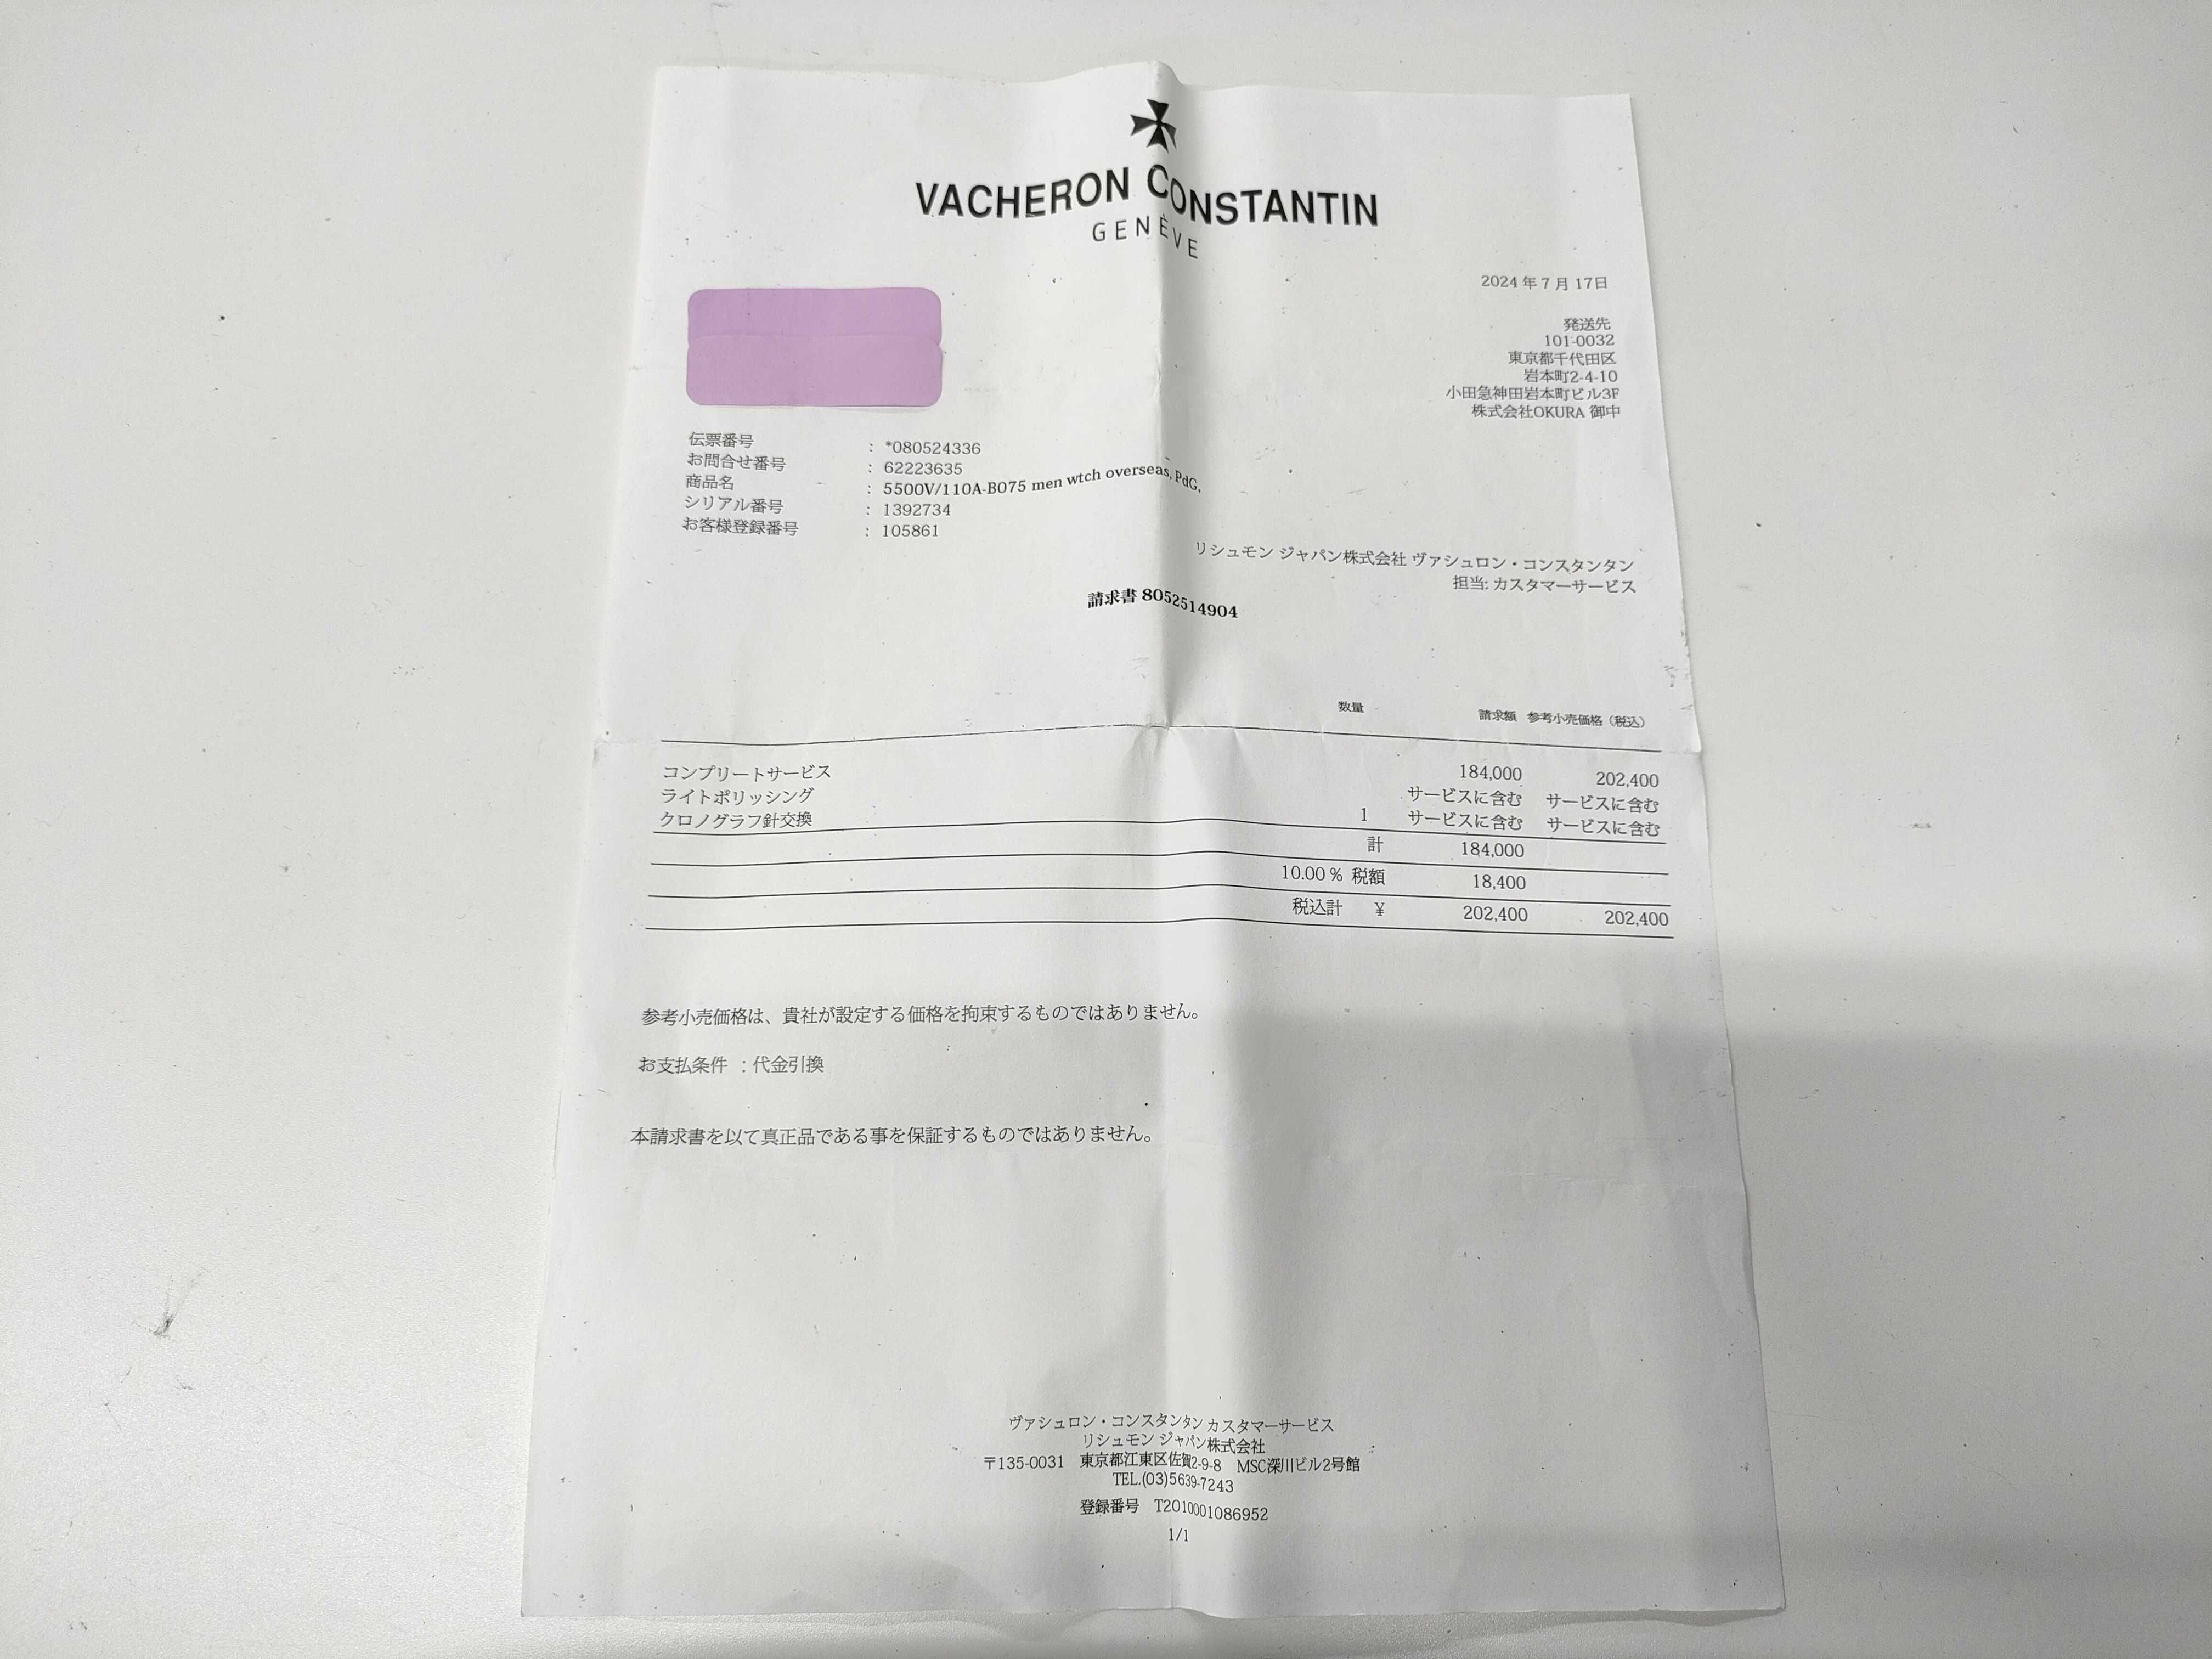 VACHERON CONSTANTIN
GENÈVE
2024 年 7 月 17日
発送先
101-0032
東京都千代田区
岩本町2-4-10
小田急神田岩本町ビル3F
株式会社OKURA 御中
伝票番号 : *080524336
お問合せ番号 : 62223635
商品名 : 5500V/110A-B075 men wtch overseas, PdG,
シリアル番号 : 1392734
お客様登録番号 : 105861
リシュモン ジャパン株式会社 ヴァシュロン・コンスタンタン
担当: カスタマーサービス
請求書 8052514904
数量 請求額 参考小売価格（税込）
コンプリートサービス 184,000 202,400
ライトポリッシング サービスに含む サービスに含む
クロノグラフ針交換 1 サービスに含む サービスに含む
計 184,000
10.00 % 税額 18,400
税込計 ¥ 202,400 202,400
参考小売価格は、貴社が設定する価格を拘束するものではありません。
お支払条件 : 代金引換
本請求書を以て真正品である事を保証するものではありません。
ヴァシュロン・コンスタンタン カスタマーサービス
リシュモン ジャパン株式会社
〒135-0031 東京都江東区佐賀2-9-8 MSC深川ビル2号館
TEL.(03)5639-7243
登録番号 T2010001086952
1/1